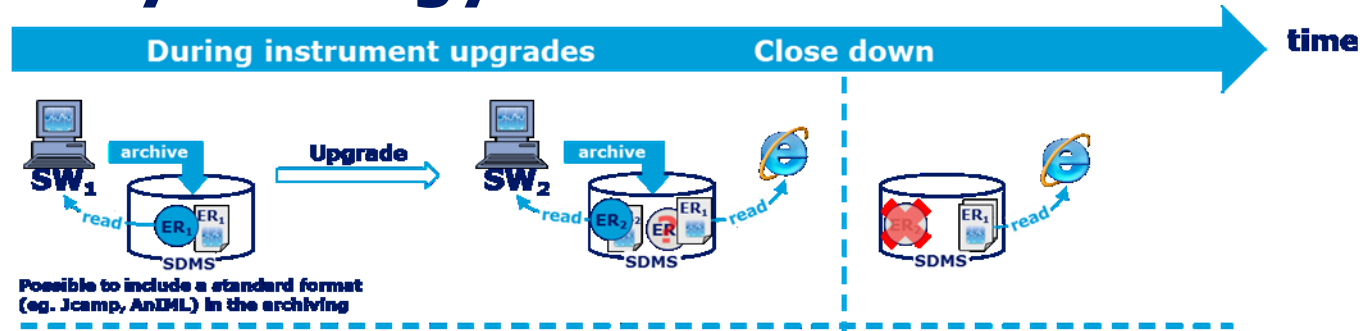 During instrument upgrades
Close down
time
archive
SW1
read
ER1
ER1
SDMS
Possible to include a standard format
(eg. Jcamp, AnIML) in the archiving
Upgrade
archive
SW2
read
ER2
2
ER
?
ER1
read
SDMS
ER1
read
SDMS